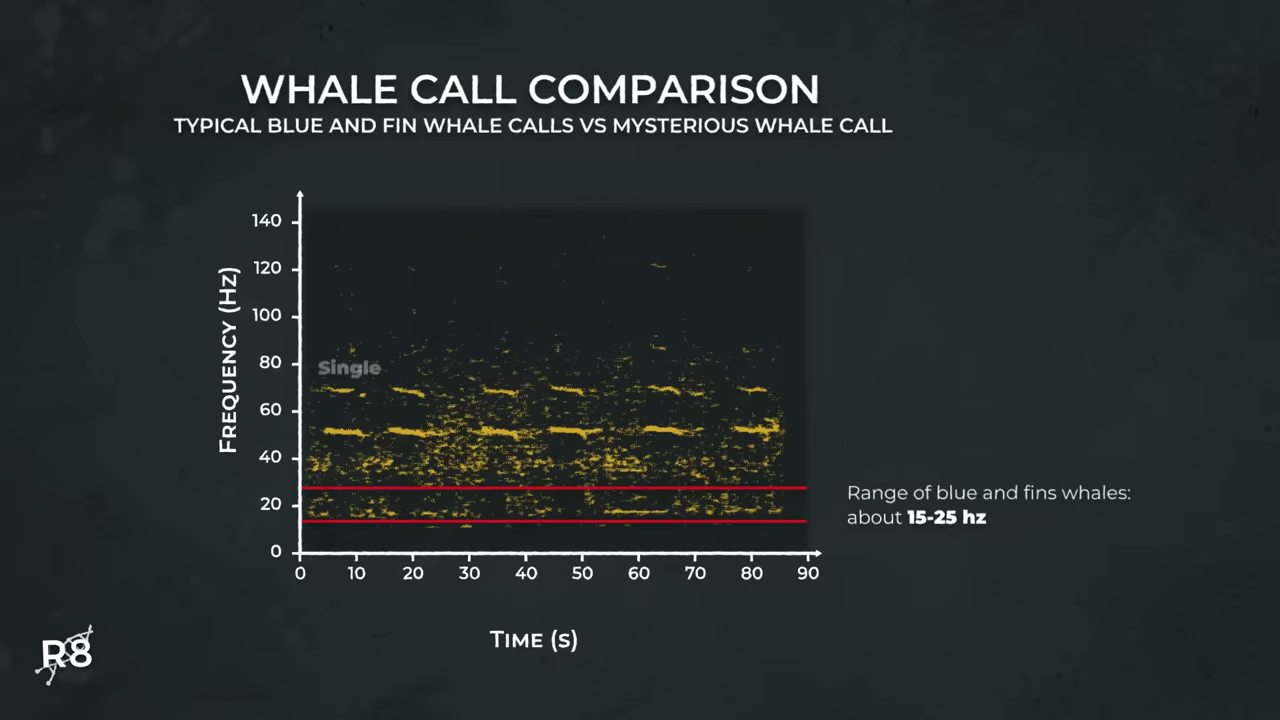 WHALE CALL COMPARISON
TYPICAL BLUE AND FIN WHALE CALLS VS MYSTERIOUS WHALE CALL
140
120
100
80
60
40
20
0
FREQUENCY (HZ)
Single
Range of blue and fins whales:
about 15-25 hz
0 10 20 30 40 50 60 70 80 90
TIME (S)
R8